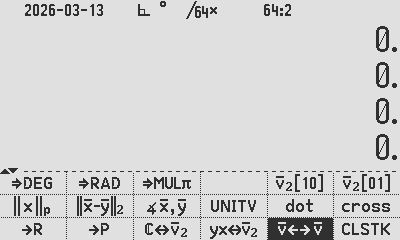 2026-03-13 ∟° /64× 64:2
0.
0.
0.
0.
→DEG →RAD →MULπ v̅₂[10] v̅₂[01]
‖x̅‖ₚ ‖x̅-y̅‖₂ ∡x̅,y̅ UNITV dot cross
→R →P ℂ↔v̅₂ yx↔v̅₂ v̅↔v̅ CLSTK